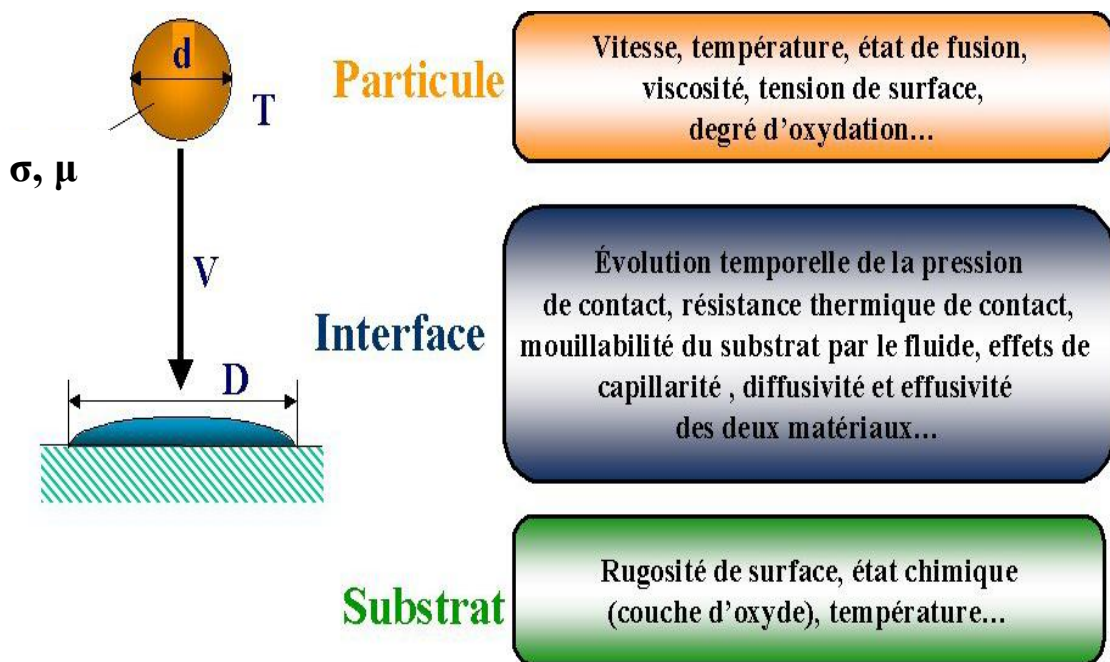 d
T
σ, μ
V
D
Particule
Vitesse, température, état de fusion,
viscosité, tension de surface,
degré d'oxydation...
Interface
Évolution temporelle de la pression
de contact, résistance thermique de contact,
mouillabilité du substrat par le fluide, effets de
capillarité , diffusivité et effusivité
des deux matériaux...
Substrat
Rugosité de surface, état chimique
(couche d'oxyde), température...